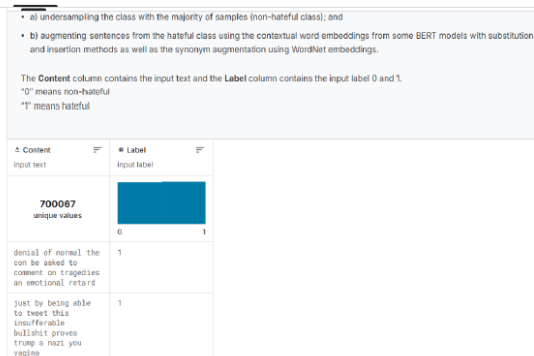 • a) undersampling the class with the majority of samples (non-hateful class); and
• b) augmenting sentences from the hateful class using the contextual word embeddings from some BERT models with substitution
and insertion methods as well as the synonym augmentation using WordNet embeddings.
The Content column contains the input text and the Label column contains the input label 0 and 1.
"0" means non-hateful
"1" means hateful
Content
# Label
input text
Input label
700067
unique values
0 1
denial of normal the
con be asked to
comment on tragedies
an emotional retard
1
just by being able
to tweet this
insufferable
bullshit proves
trump a nazi you
vagina
1